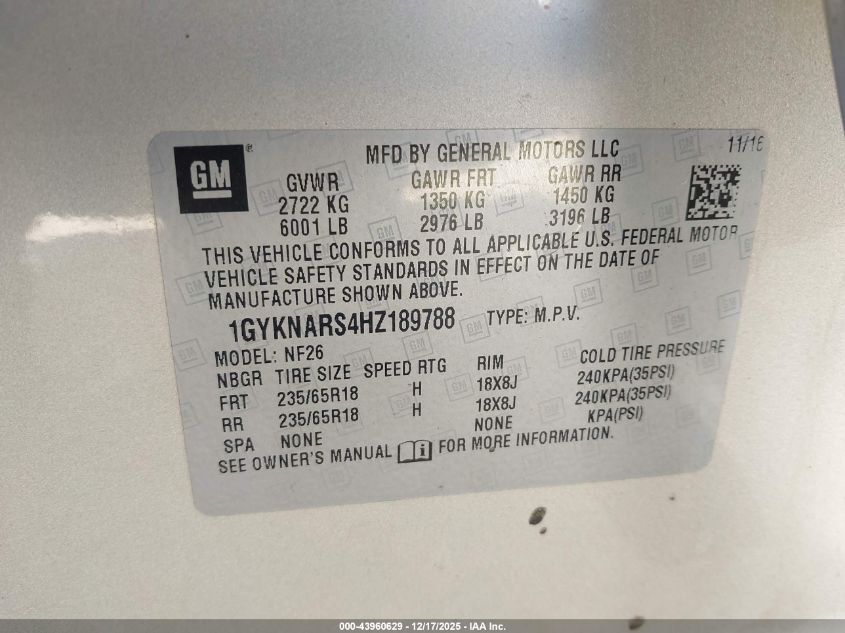 GM ®
MFD BY GENERAL MOTORS LLC 11/16
GVWR GAWR FRT GAWR RR
2722 KG 1350 KG 1450 KG
6001 LB 2976 LB 3196 LB
THIS VEHICLE CONFORMS TO ALL APPLICABLE U.S. FEDERAL MOTOR
VEHICLE SAFETY STANDARDS IN EFFECT ON THE DATE OF
MANUFACTURE SHOWN ABOVE.
1GYKNARS4HZ189788 TYPE: M.P.V.
MODEL: NF26
NBGR TIRE SIZE SPEED RTG RIM COLD TIRE PRESSURE
FRT 235/65R18 H 18X8J 240KPA(35PSI)
RR 235/65R18 H 18X8J 240KPA(35PSI)
SPA NONE NONE KPA(PSI)
SEE OWNER'S MANUAL i FOR MORE INFORMATION.
000-43960629 - 12/17/2025 - IAA Inc.